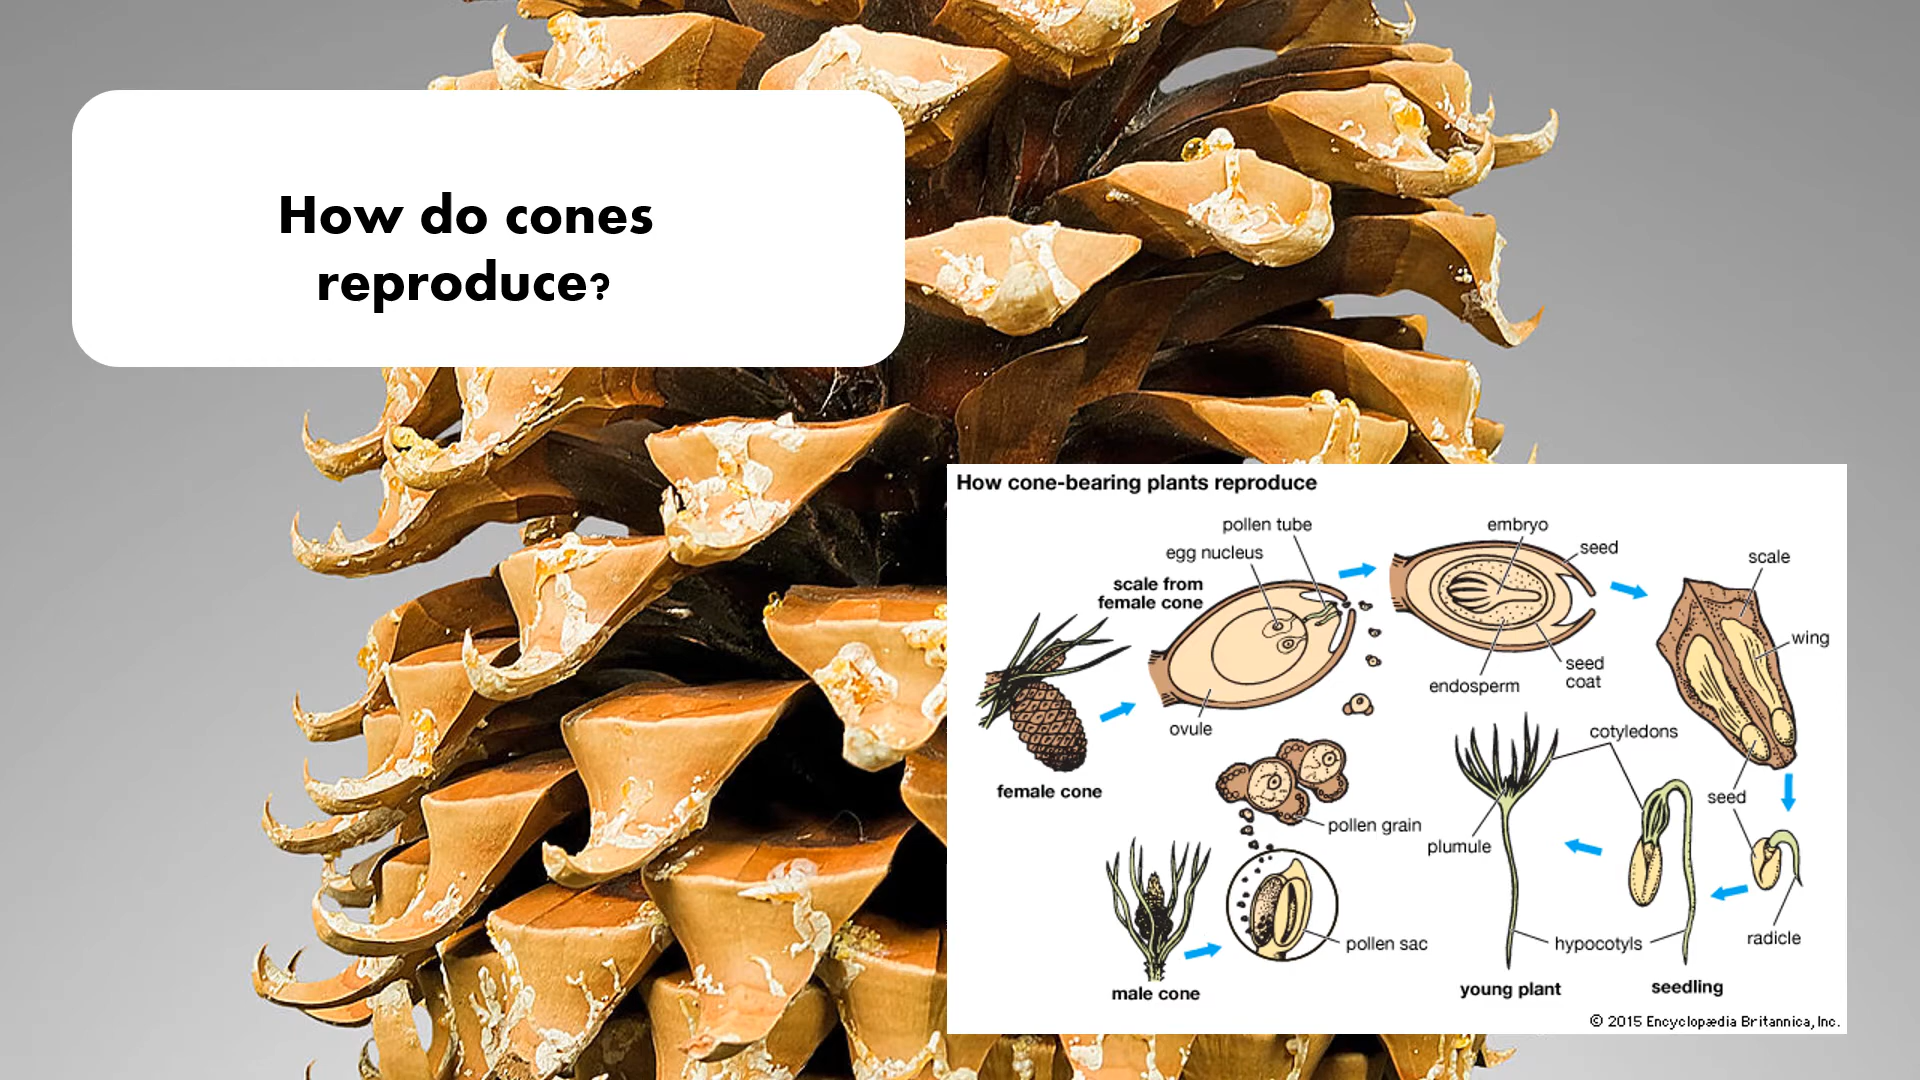 How do cones
reproduce?
How cone-bearing plants reproduce
pollen tube
egg nucleus
scale from
female cone
embryo
seed
scale
wing
seed
coat
endosperm
ovule
female cone
cotyledons
seed
pollen grain
plumule
pollen sac
hypocotyls
radicle
male cone
young plant
seedling
© 2015 Encyclopædia Britannica, Inc.